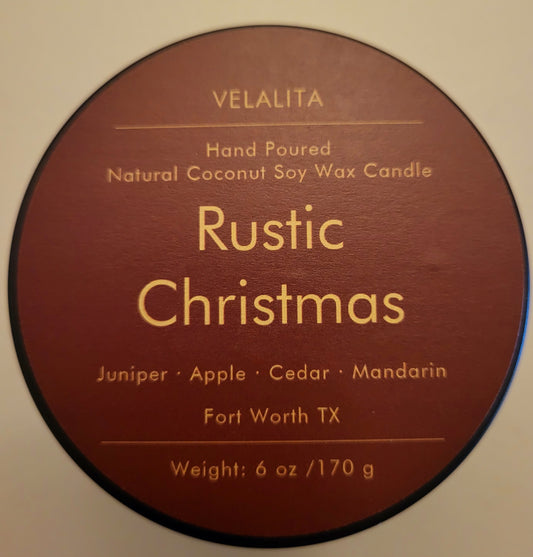 VELALITA
Hand Poured
Natural Coconut Soy Wax Candle
Rustic
Christmas
Juniper · Apple · Cedar · Mandarin
Fort Worth TX
Weight: 6 oz /170 g